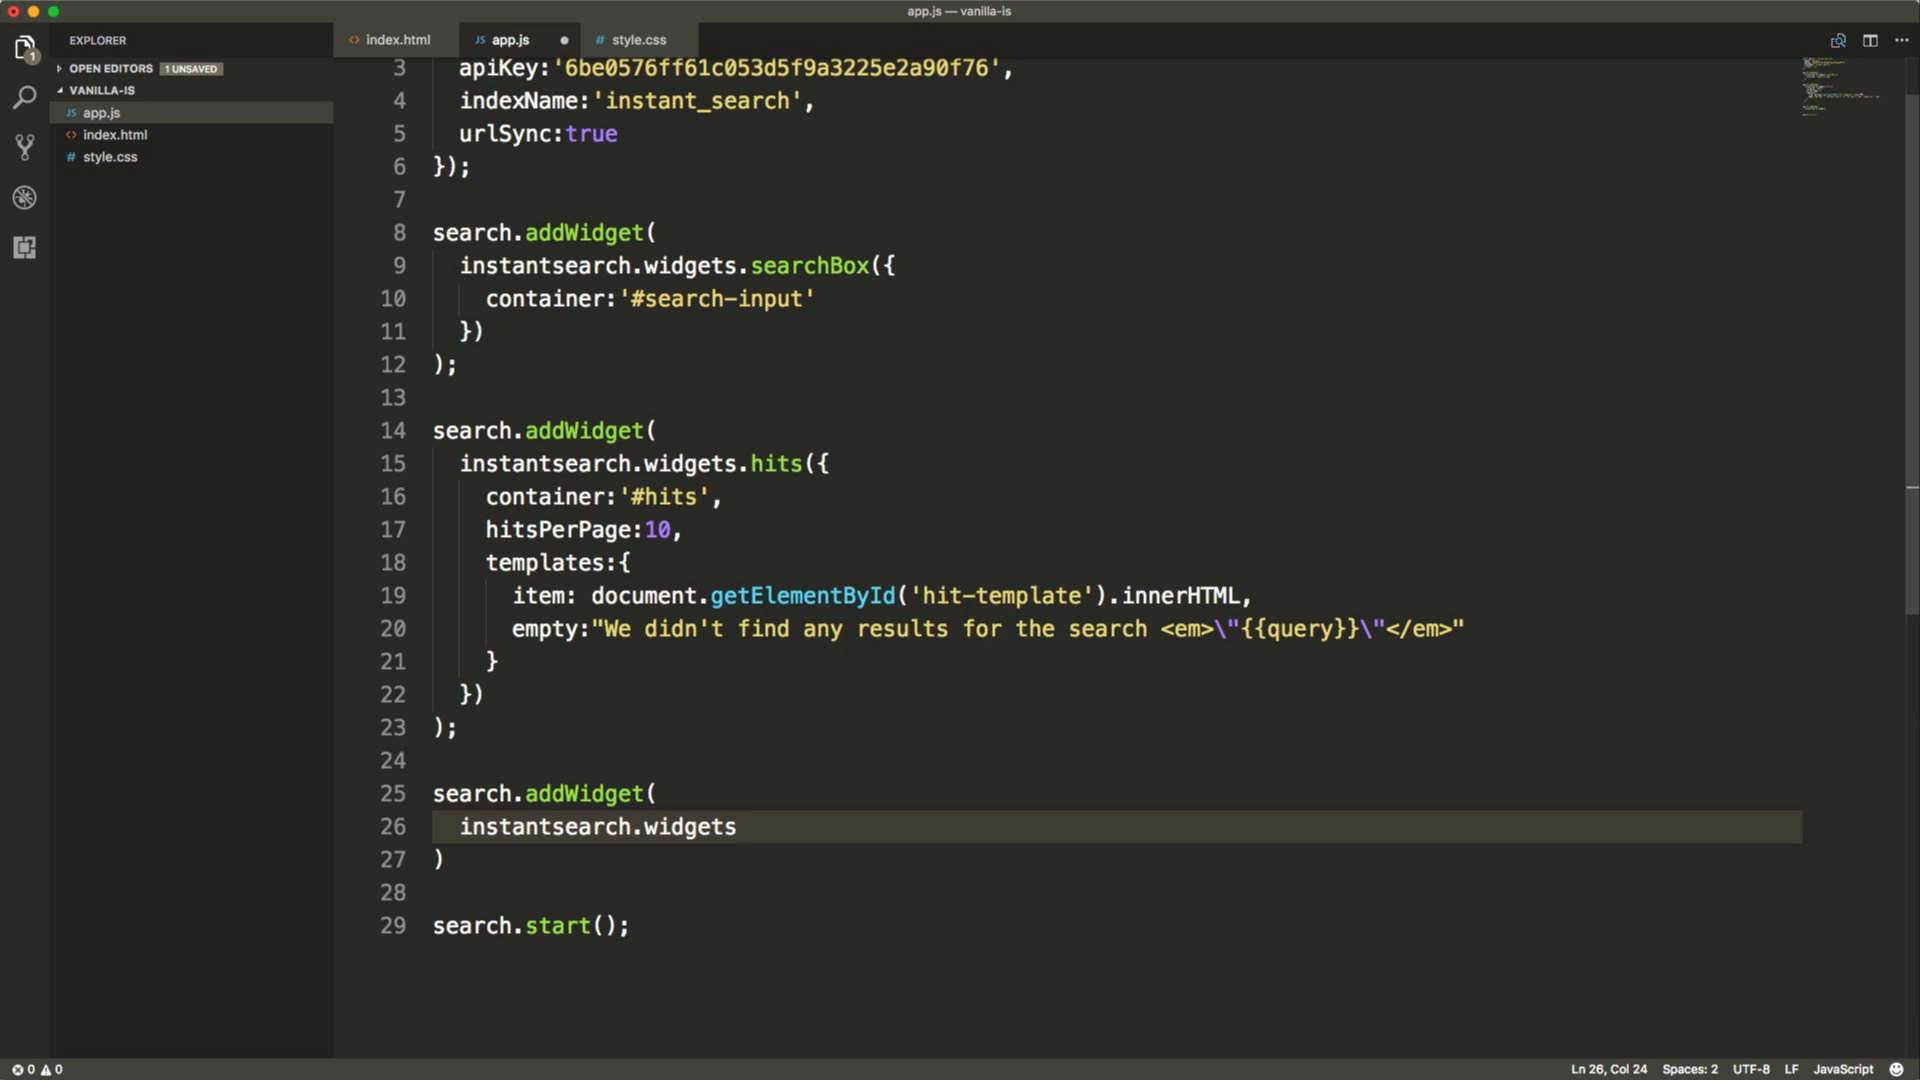 app.js — vanilla-is
EXPLORER
index.html
JS app.js
# style.css
OPEN EDITORS 1 UNSAVED
VANILLA-IS
JS app.js
index.html
# style.css
1
3 apiKey:'6be0576ff61c053d5f9a3225e2a90f76',
4 indexName:'instant_search',
5 urlSync:true
6 });
7
8 search.addWidget(
9 instantsearch.widgets.searchBox({
10 container:'#search-input'
11 })
12 );
13
14 search.addWidget(
15 instantsearch.widgets.hits({
16 container:'#hits',
17 hitsPerPage:10,
18 templates:{
19 item: document.getElementById('hit-template').innerHTML,
20 empty:"We didn't find any results for the search <em>\"{{query}}\"</em>"
21 }
22 })
23 );
24
25 search.addWidget(
26 instantsearch.widgets
27 )
28
29 search.start();
0 0
Ln 26, Col 24 Spaces: 2 UTF-8 LF JavaScript